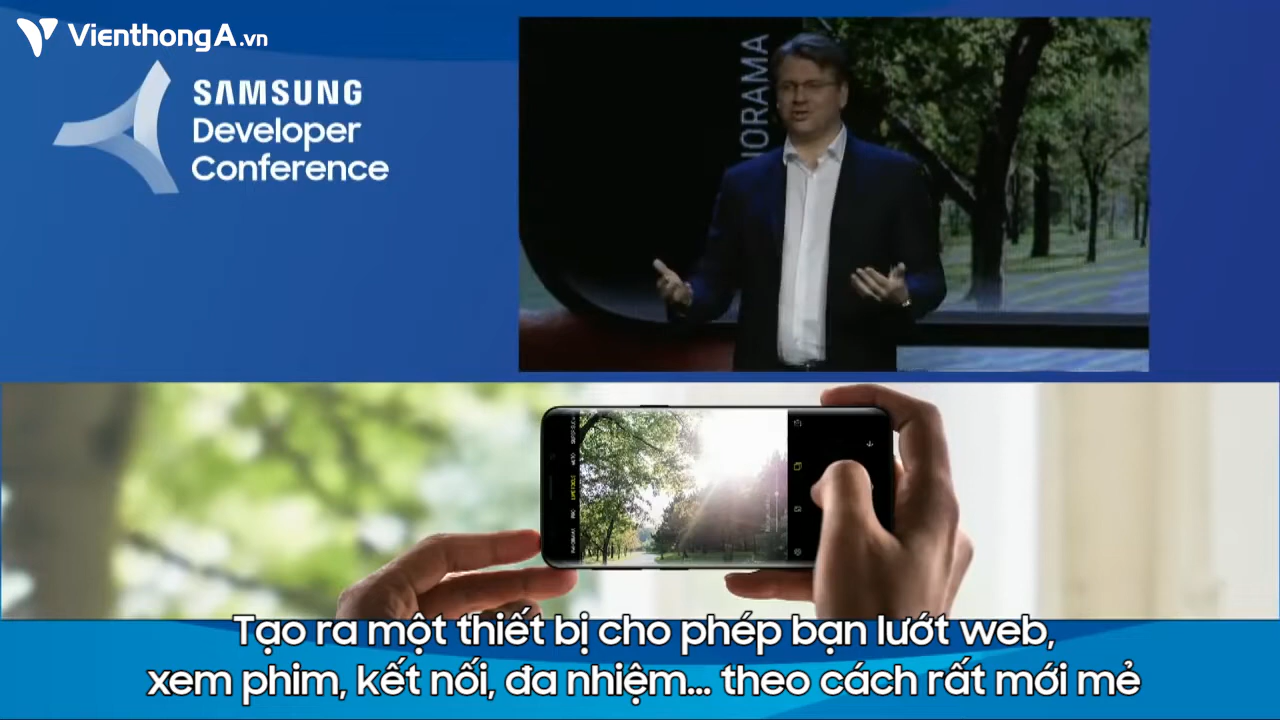 VienthongA.vn
SAMSUNG
Developer
Conference
NORAMA
Tạo ra một thiết bị cho phép bạn lướt web,
xem phim, kết nối, đa nhiệm... theo cách rất mới mẻ